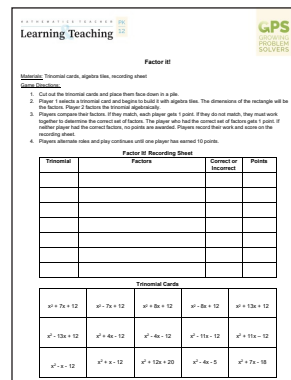 MATHEMATICS TEACHER PK
Learning & Teaching 12
GPS
GROWING
PROBLEM
SOLVERS
Factor it!
Materials: Trinomial cards, algebra tiles, recording sheet
Game Directions:
1. Cut out the trinomial cards and place them face down in a pile.
2. Player 1 selects a trinomial card and begins to build it with algebra tiles. The dimensions of the rectangle will be
the factors. Player 2 factors the trinomial algebraically.
3. Players compare their factors. If they match, each player gets 1 point. If they do not match, they must work
together to determine the correct set of factors. The player who had the correct set of factors gets 1 point. If
neither player had the correct factors, no points are awarded. Players record their work and score on the
recording sheet.
4. Players alternate roles and play continues until one player has earned 10 points.
Factor It! Recording Sheet
Trinomial Factors Correct or Points
Incorrect
Trinomial Cards
x² + 7x + 12 x² - 7x + 12 x² + 8x + 12 x² - 8x + 12 x² + 13x + 12
x² - 13x + 12 x² + 4x - 12 x² - 4x - 12 x² - 11x - 12 x² + 11x – 12
x² - x - 12 x² + x - 12 x² + 12x + 20 x² - 4x - 5 x² + 7x - 18